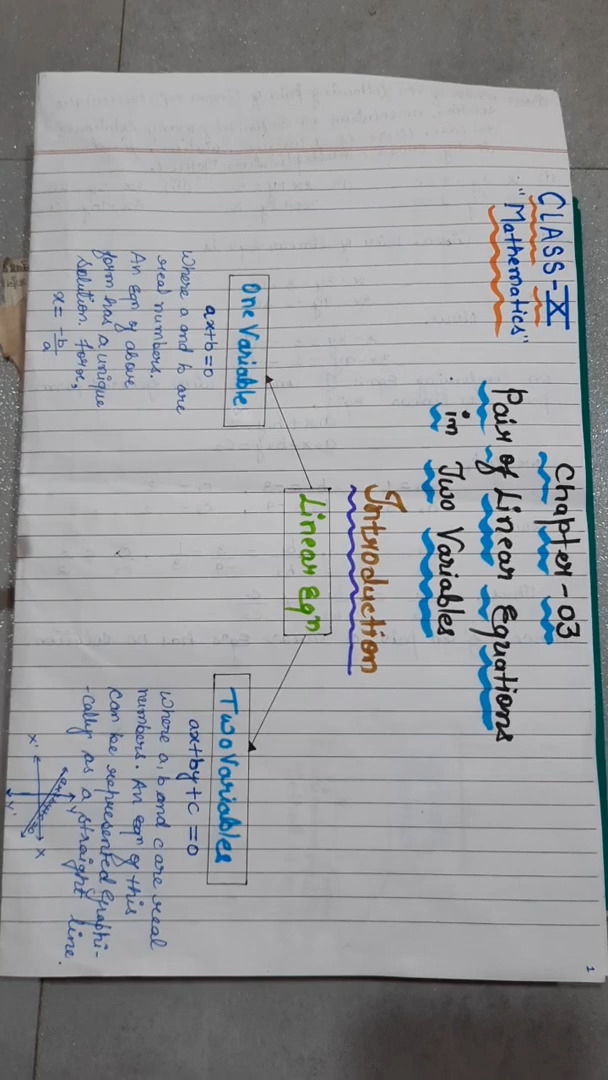 CLASS-X
"Mathematics"
Chapter-03
Pair of Linear Equations
in Two Variables
Introduction
Linear Eqn
One Variable
ax+b=0
Where a and b are
real numbers.
An Eqn of above
form has a unique
solution. form,
x = -b/a
Two Variables
ax+by+c=0
where a, b and c are real
numbers. An Eqn of this
can be represented graphi-
-cally as a straight line.
Y
X'
X
Y'
1